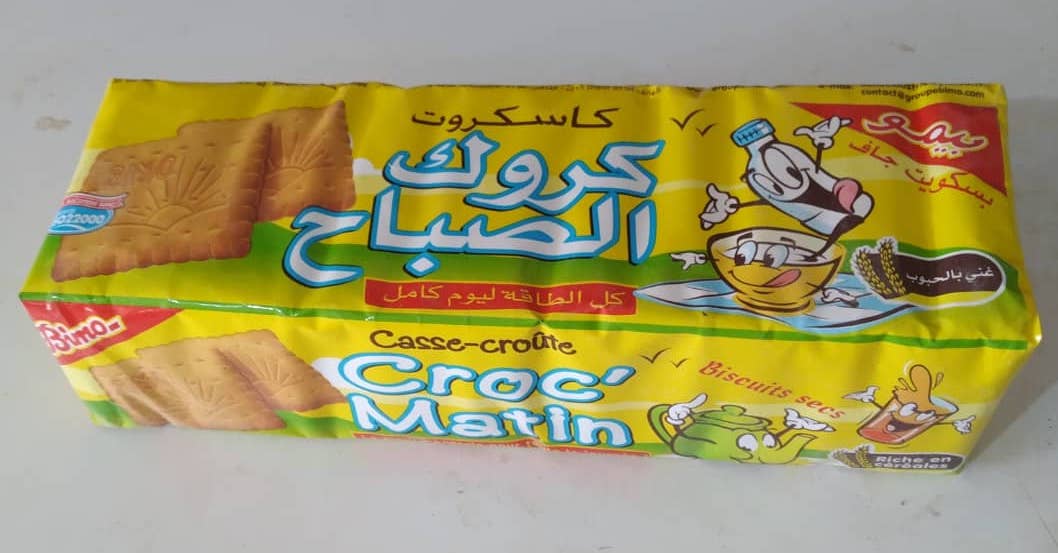 contact@groupebimo.com
كاسكروت
كروك
الصباح
كل الطاقة ليوم كامل
بيمو
بسكويت جاف
غني بالحبوب
22000
Bimo
Casse-croûte
Croc'
Matin
Biscuits secs
Riche en
céréales